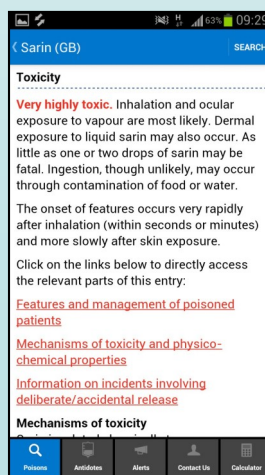 63% 09:29
Sarin (GB)
SEARCH
Toxicity
Very highly toxic. Inhalation and ocular
exposure to vapour are most likely. Dermal
exposure to liquid sarin may also occur. As
little as one or two drops of sarin may be
fatal. Ingestion, though unlikely, may occur
through contamination of food or water.
The onset of features occurs very rapidly
after inhalation (within seconds or minutes)
and more slowly after skin exposure.
Click on the links below to directly access
the relevant parts of this entry:
Features and management of poisoned
patients
Mechanisms of toxicity and physico-
chemical properties
Information on incidents involving
deliberate/accidental release
Mechanisms of toxicity
Poisons
Antidotes
Alerts
Contact Us
Calculator